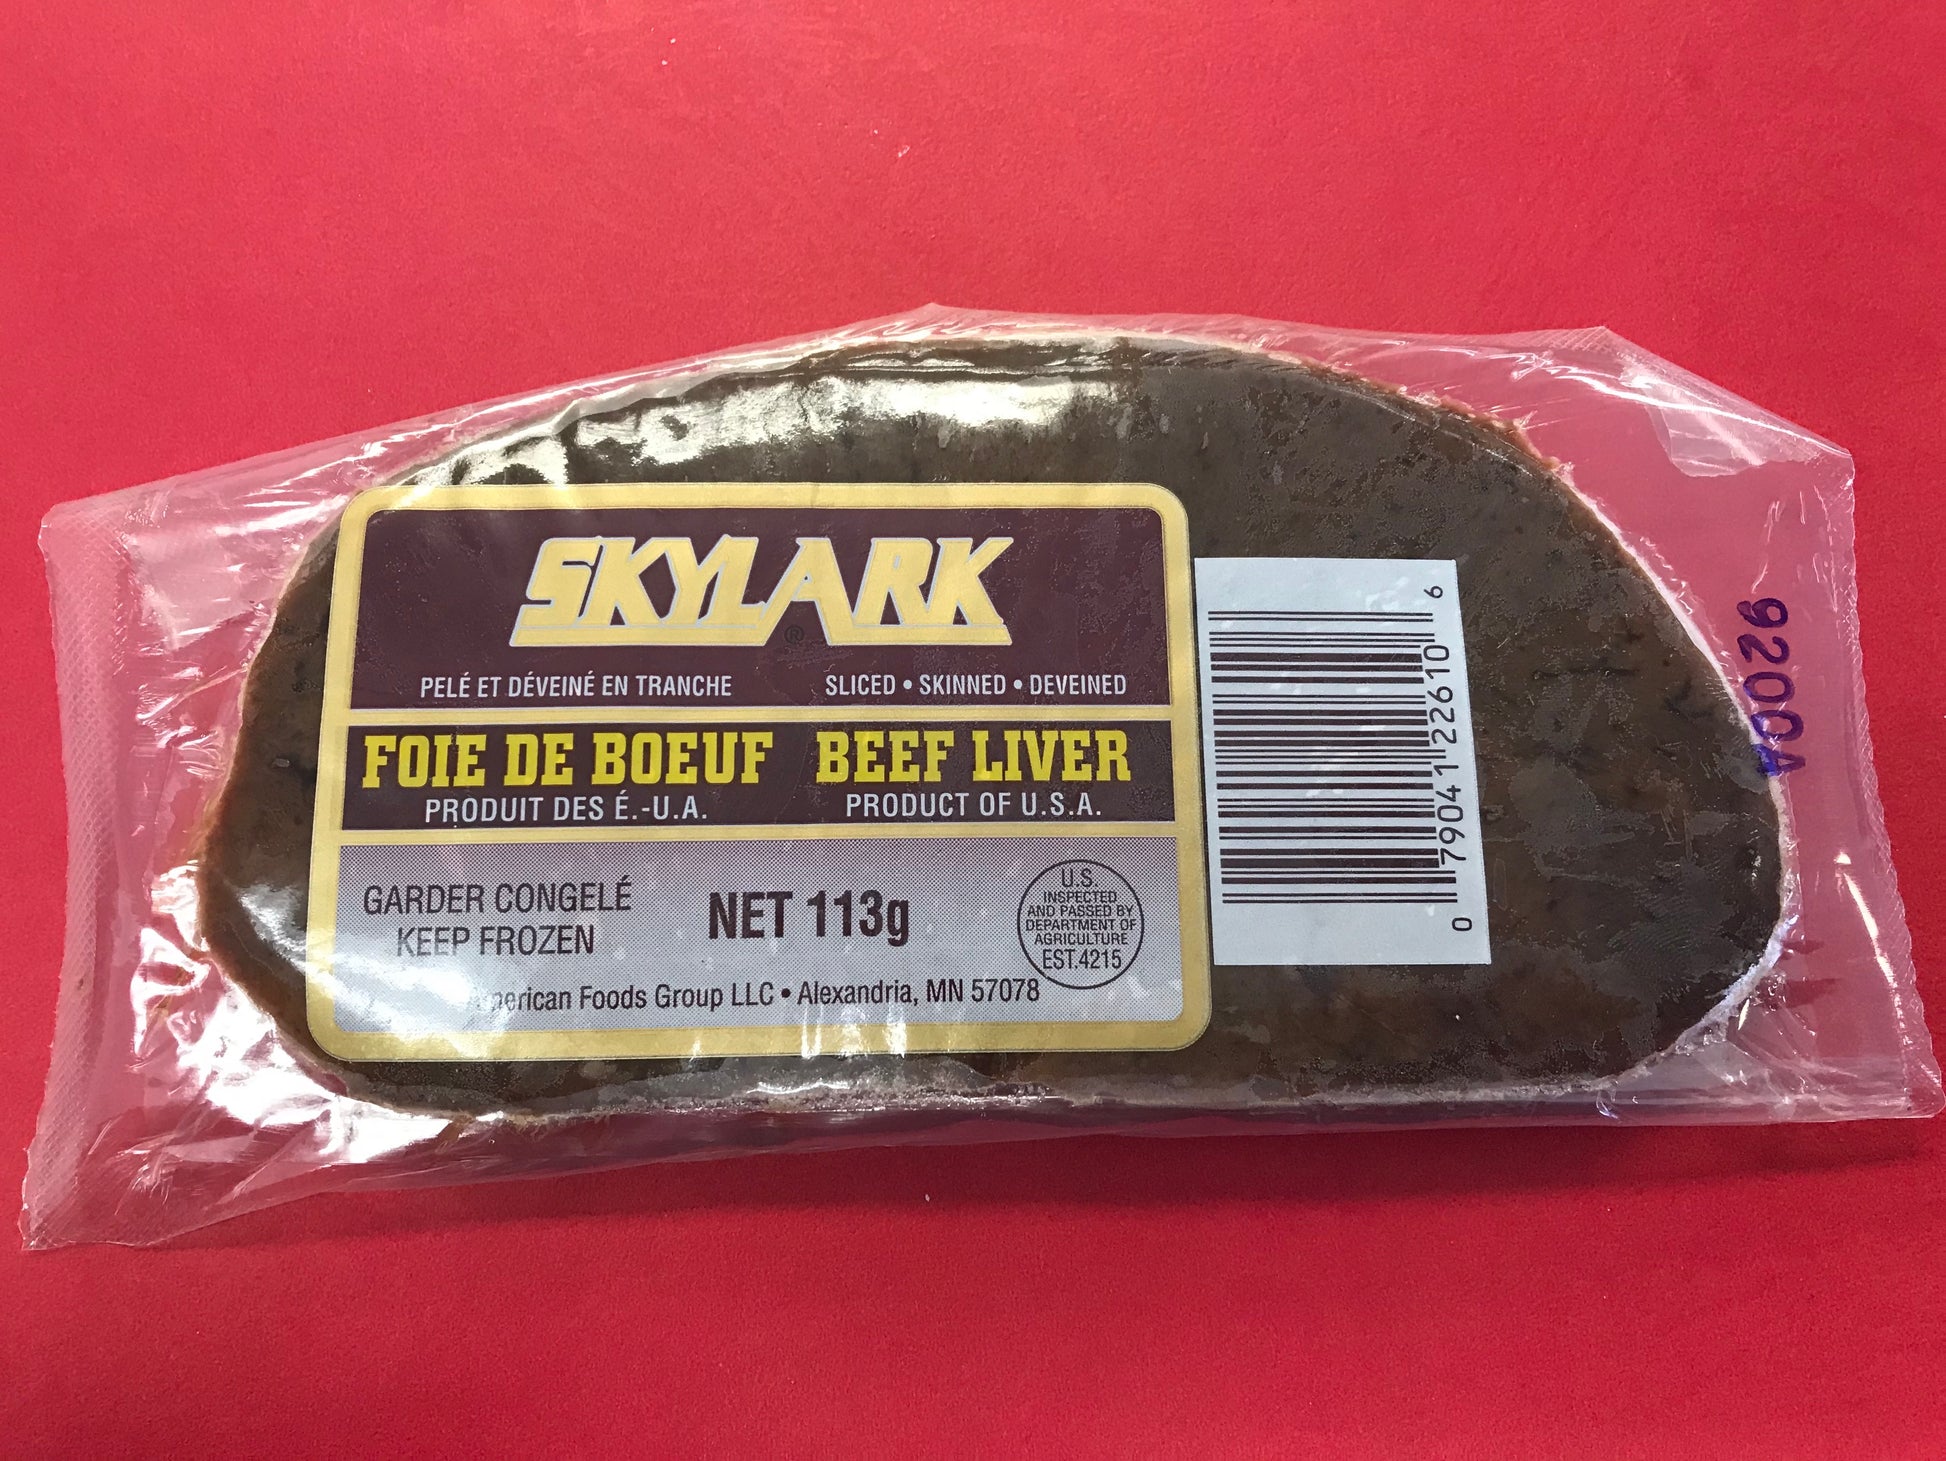 SKYLARK
®
PELÉ ET DÉVEINÉ EN TRANCHE
SLICED • SKINNED • DEVEINED
FOIE DE BOEUF
BEEF LIVER
PRODUIT DES É.-U.A.
PRODUCT OF U.S.A.
GARDER CONGELÉ
KEEP FROZEN
NET 113g
U.S.
INSPECTED
AND PASSED BY
DEPARTMENT OF
AGRICULTURE
EST.4215
American Foods Group LLC • Alexandria, MN 57078
0 79041 22610 6
92004